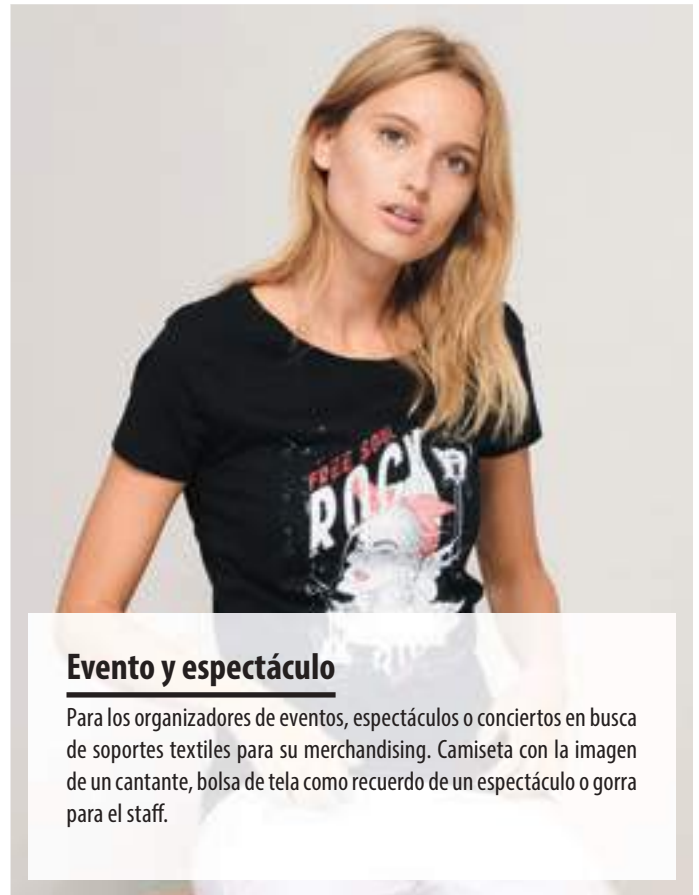 FREE SOUL
ROCK
Evento y espectáculo
Para los organizadores de eventos, espectáculos o conciertos en busca
de soportes textiles para su merchandising. Camiseta con la imagen
de un cantante, bolsa de tela como recuerdo de un espectáculo o gorra
para el staff.